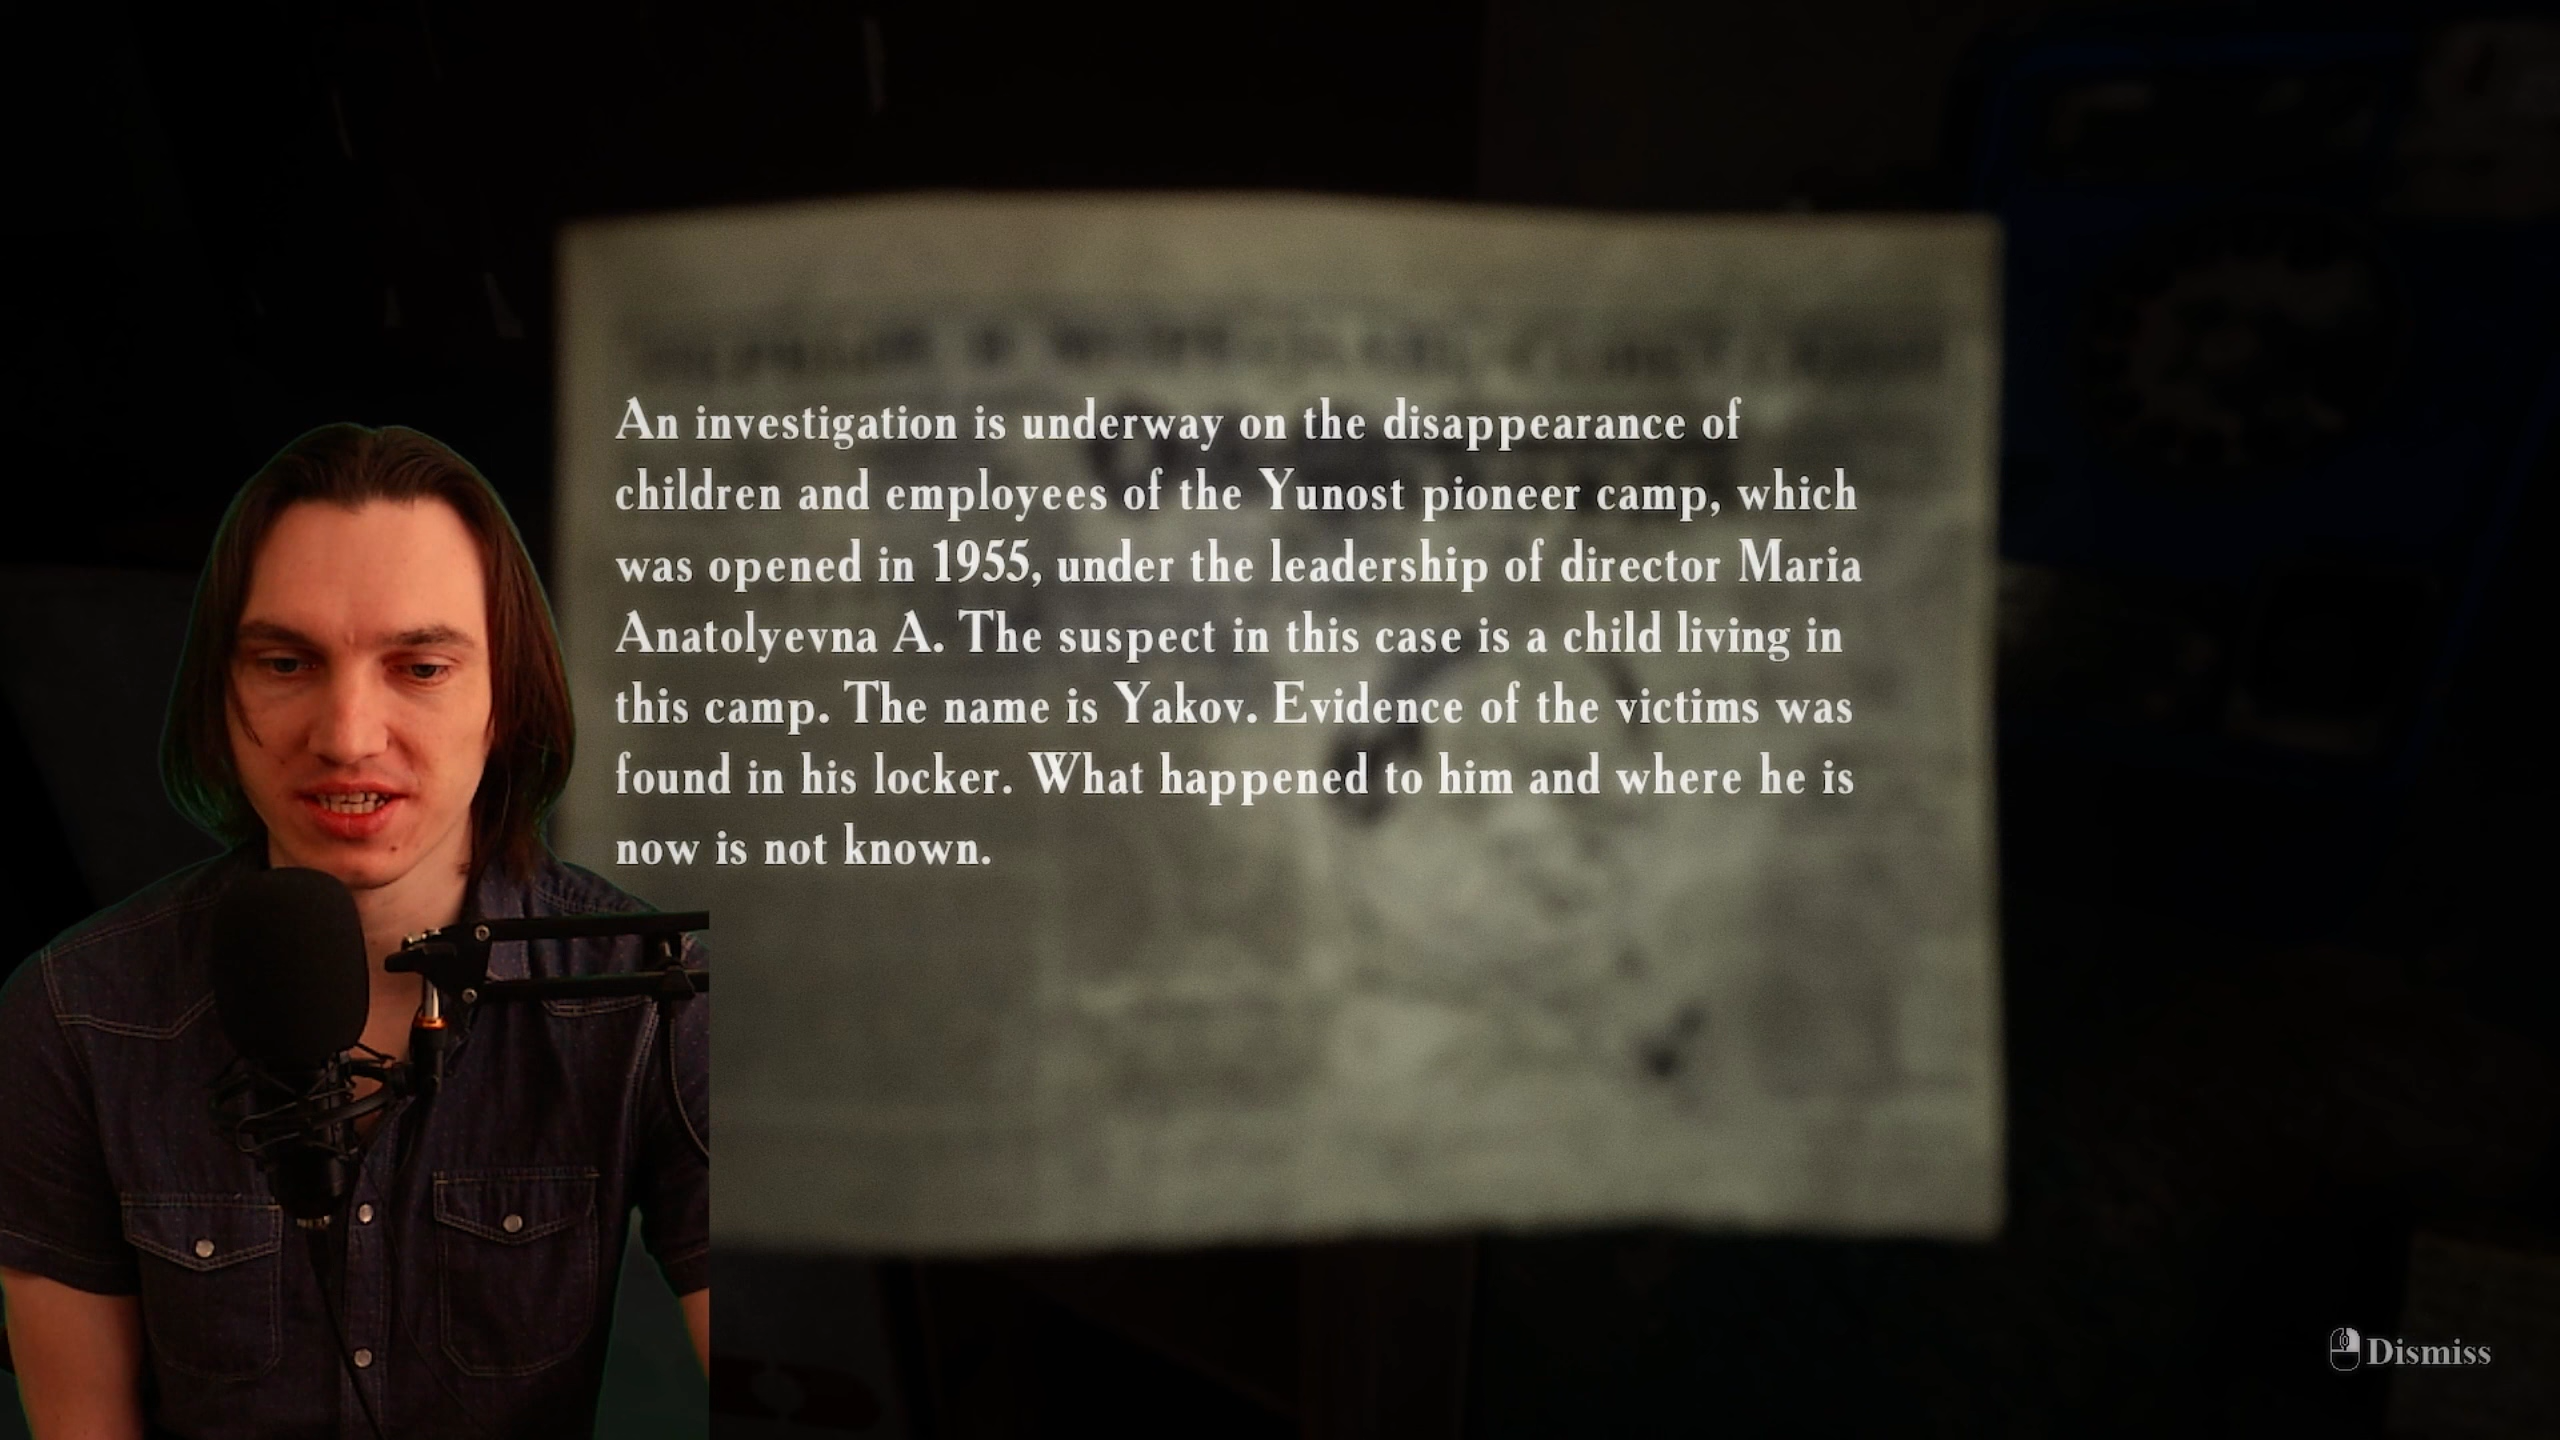 An investigation is underway on the disappearance of
children and employees of the Yunost pioneer camp, which
was opened in 1955, under the leadership of director Maria
Anatolyevna A. The suspect in this case is a child living in
this camp. The name is Yakov. Evidence of the victims was
found in his locker. What happened to him and where he is
now is not known.
Dismiss